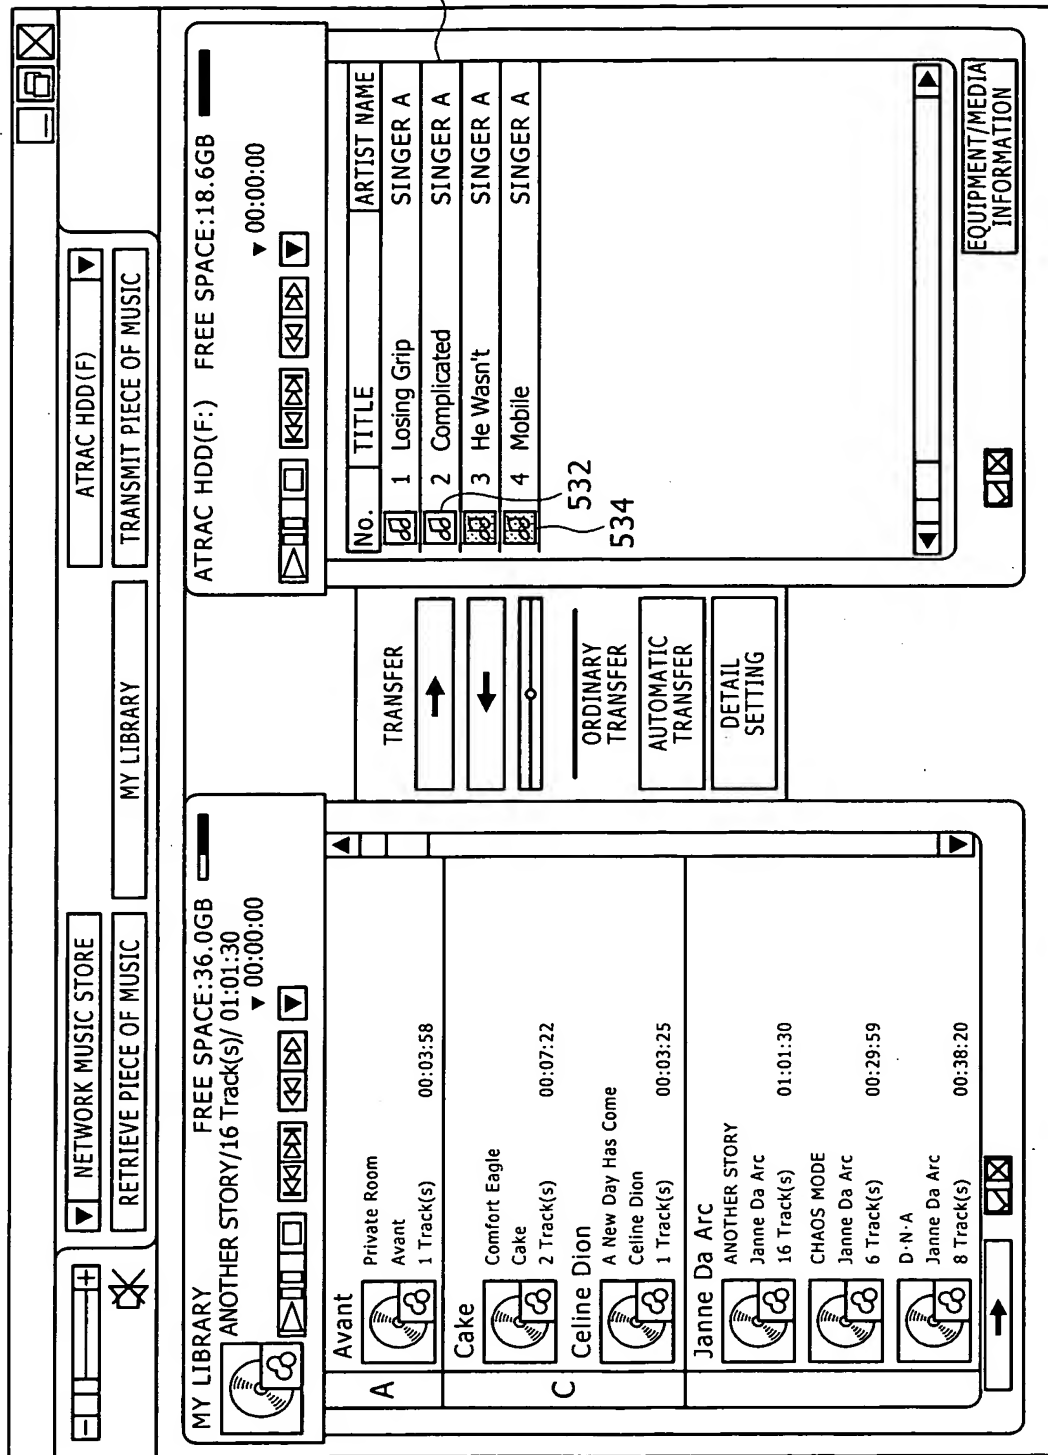 NETWORK MUSIC STORE
ATRAC HDD(F)
RETRIEVE PIECE OF MUSIC
MY LIBRARY
TRANSMIT PIECE OF MUSIC
MY LIBRARY
FREE SPACE:36.0GB
ANOTHER STORY/16 Track(s)/ 01:01:30
00:00:00
A
Avant
Private Room
Avant
1 Track(s) 00:03:58
C
Cake
Comfort Eagle
Cake
2 Track(s) 00:07:22
Celine Dion
A New Day Has Come
Celine Dion
1 Track(s) 00:03:25
Janne Da Arc
ANOTHER STORY
Janne Da Arc
16 Track(s) 01:01:30
CHAOS MODE
Janne Da Arc
6 Track(s) 00:29:59
D·N·A
Janne Da Arc
8 Track(s) 00:38:20
TRANSFER
ORDINARY
TRANSFER
AUTOMATIC
TRANSFER
DETAIL
SETTING
ATRAC HDD(F:) FREE SPACE:18.6GB
00:00:00
No. TITLE ARTIST NAME
1 Losing Grip SINGER A
2 Complicated SINGER A
3 He Wasn't SINGER A
4 Mobile SINGER A
532
534
EQUIPMENT/MEDIA
INFORMATION